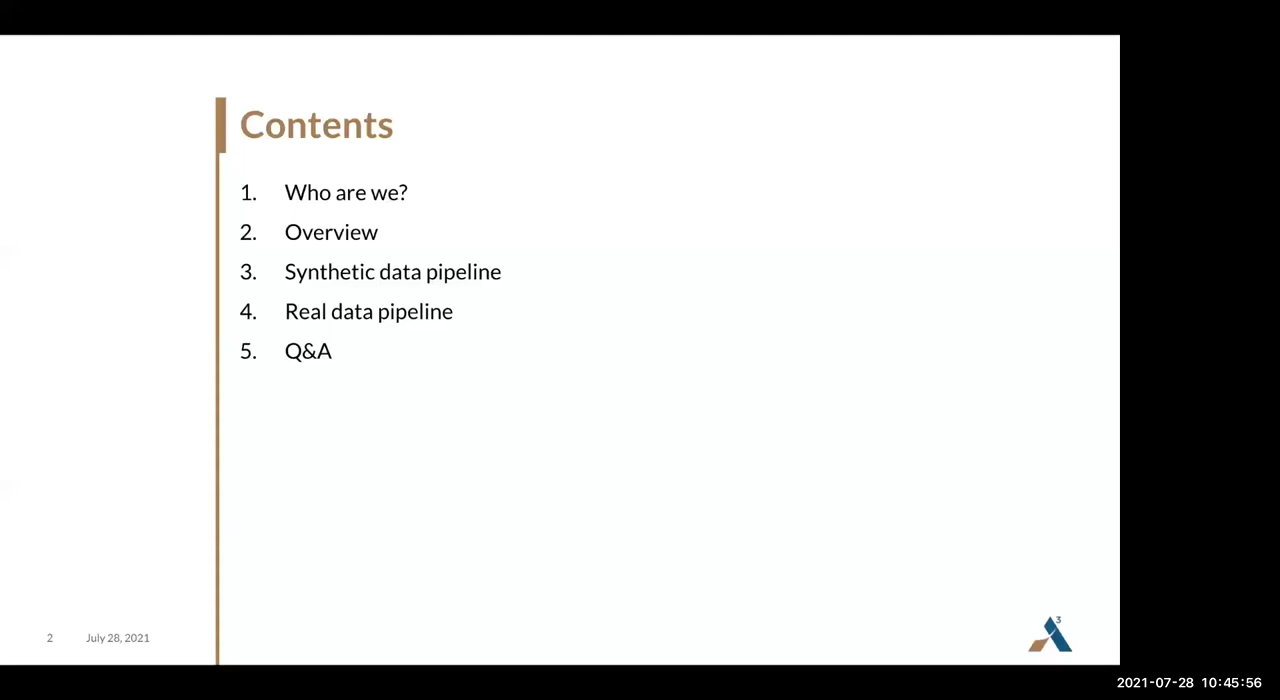 Contents
1. Who are we?
2. Overview
3. Synthetic data pipeline
4. Real data pipeline
5. Q&A
2 July 28, 2021
3
2021-07-28 10:45:56